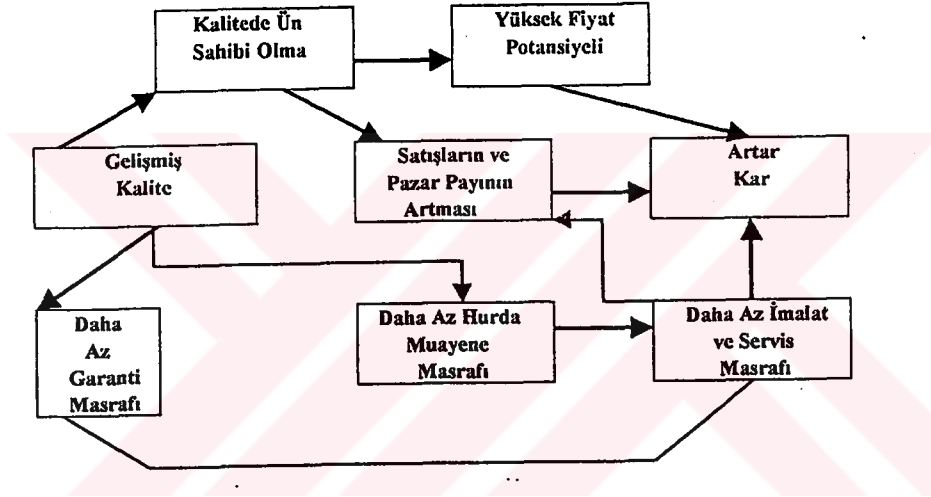 Kalitede Ün
Sahibi Olma
Yüksek Fiyat
Potansiyeli
Gelişmiş
Kalite
Satışların ve
Pazar Payının
Artması
Artar
Kar
Daha
Az
Garanti
Masrafı
Daha Az Hurda
Muayene
Masrafı
Daha Az İmalat
ve Servis
Masrafı